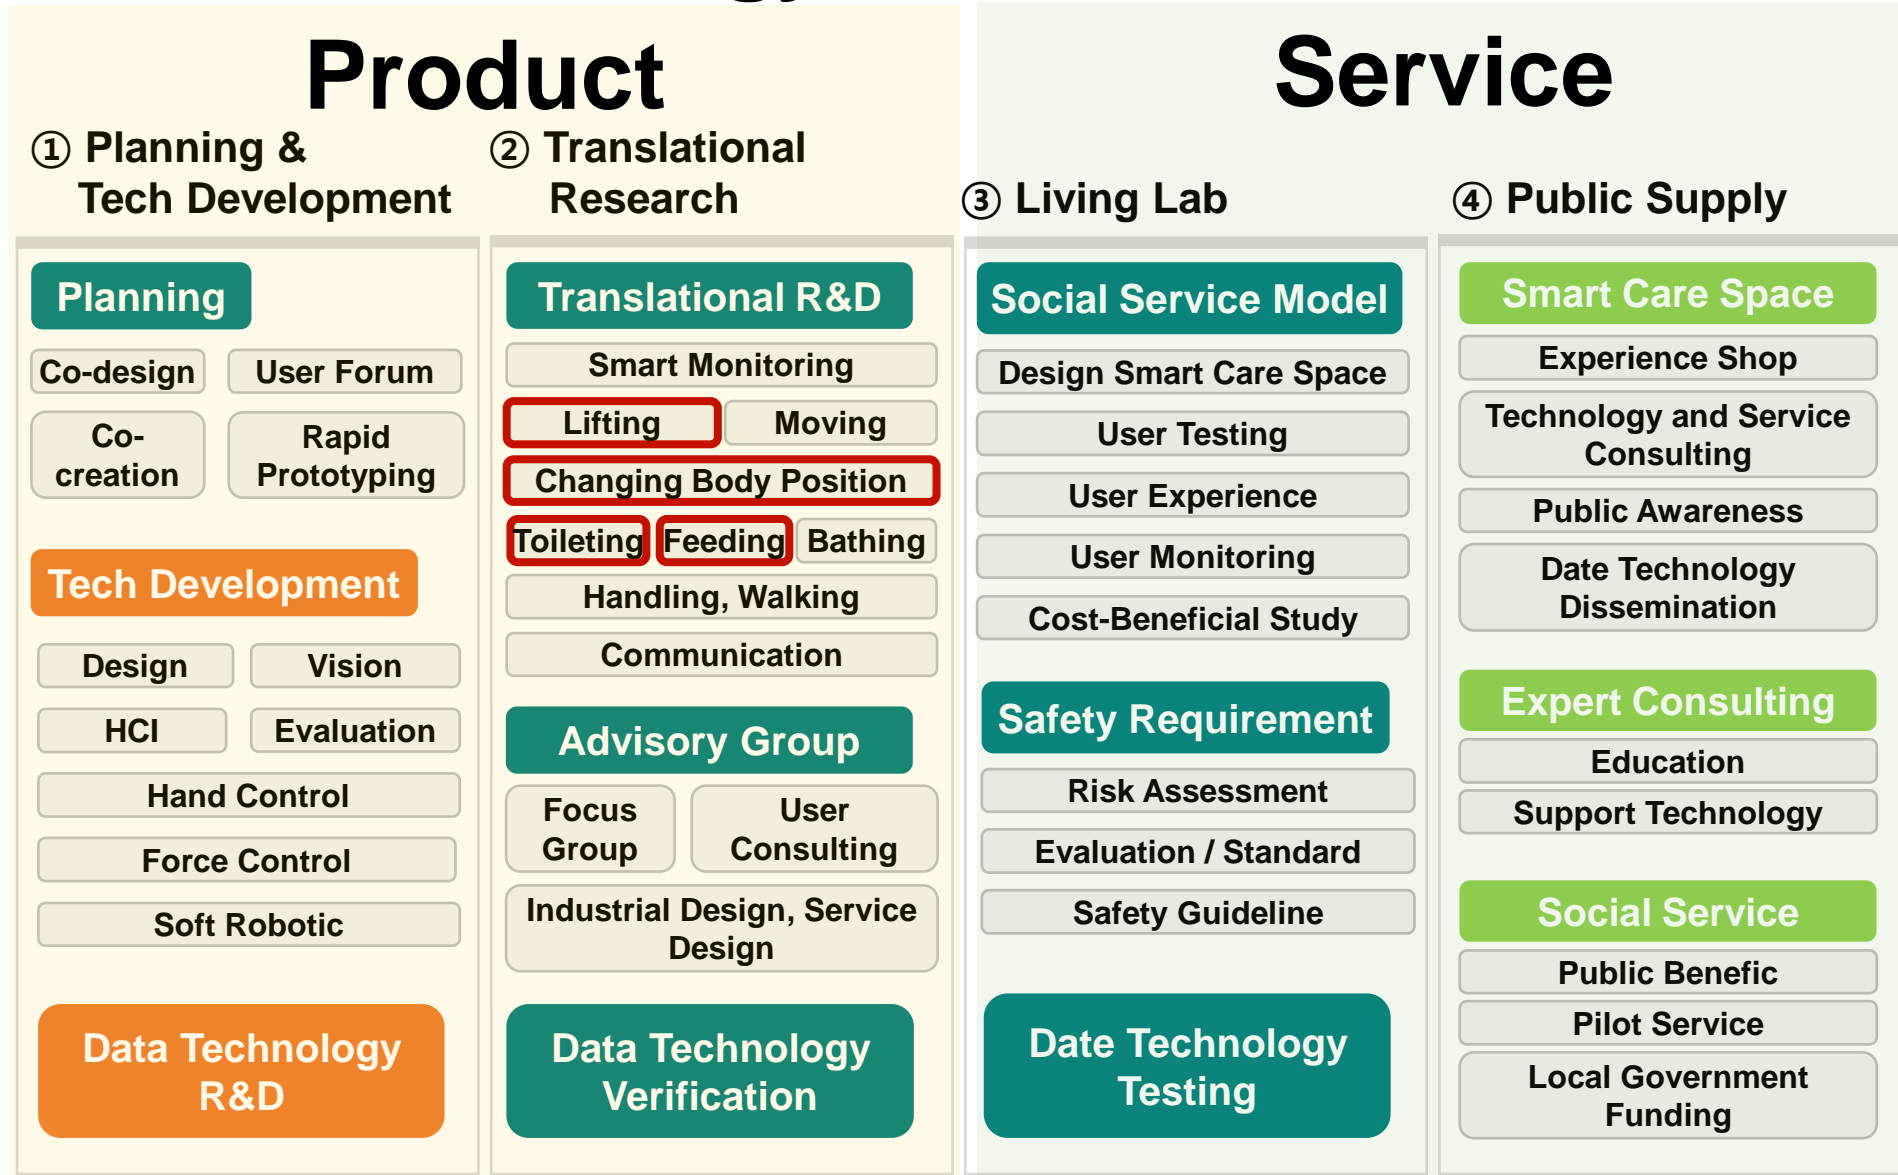 Product
① Planning &
Tech Development
Planning
Co-design
User Forum
Co-
creation
Rapid
Prototyping
Tech Development
Design
Vision
HCI
Evaluation
Hand Control
Force Control
Soft Robotic
Data Technology
R&D
② Translational
Research
Translational R&D
Smart Monitoring
Lifting
Moving
Changing Body Position
Toileting
Feeding
Bathing
Handling, Walking
Communication
Advisory Group
Focus
Group
User
Consulting
Industrial Design, Service
Design
Data Technology
Verification
Service
③ Living Lab
Social Service Model
Design Smart Care Space
User Testing
User Experience
User Monitoring
Cost-Beneficial Study
Safety Requirement
Risk Assessment
Evaluation / Standard
Safety Guideline
Date Technology
Testing
④ Public Supply
Smart Care Space
Experience Shop
Technology and Service
Consulting
Public Awareness
Date Technology
Dissemination
Expert Consulting
Education
Support Technology
Social Service
Public Benefic
Pilot Service
Local Government
Funding